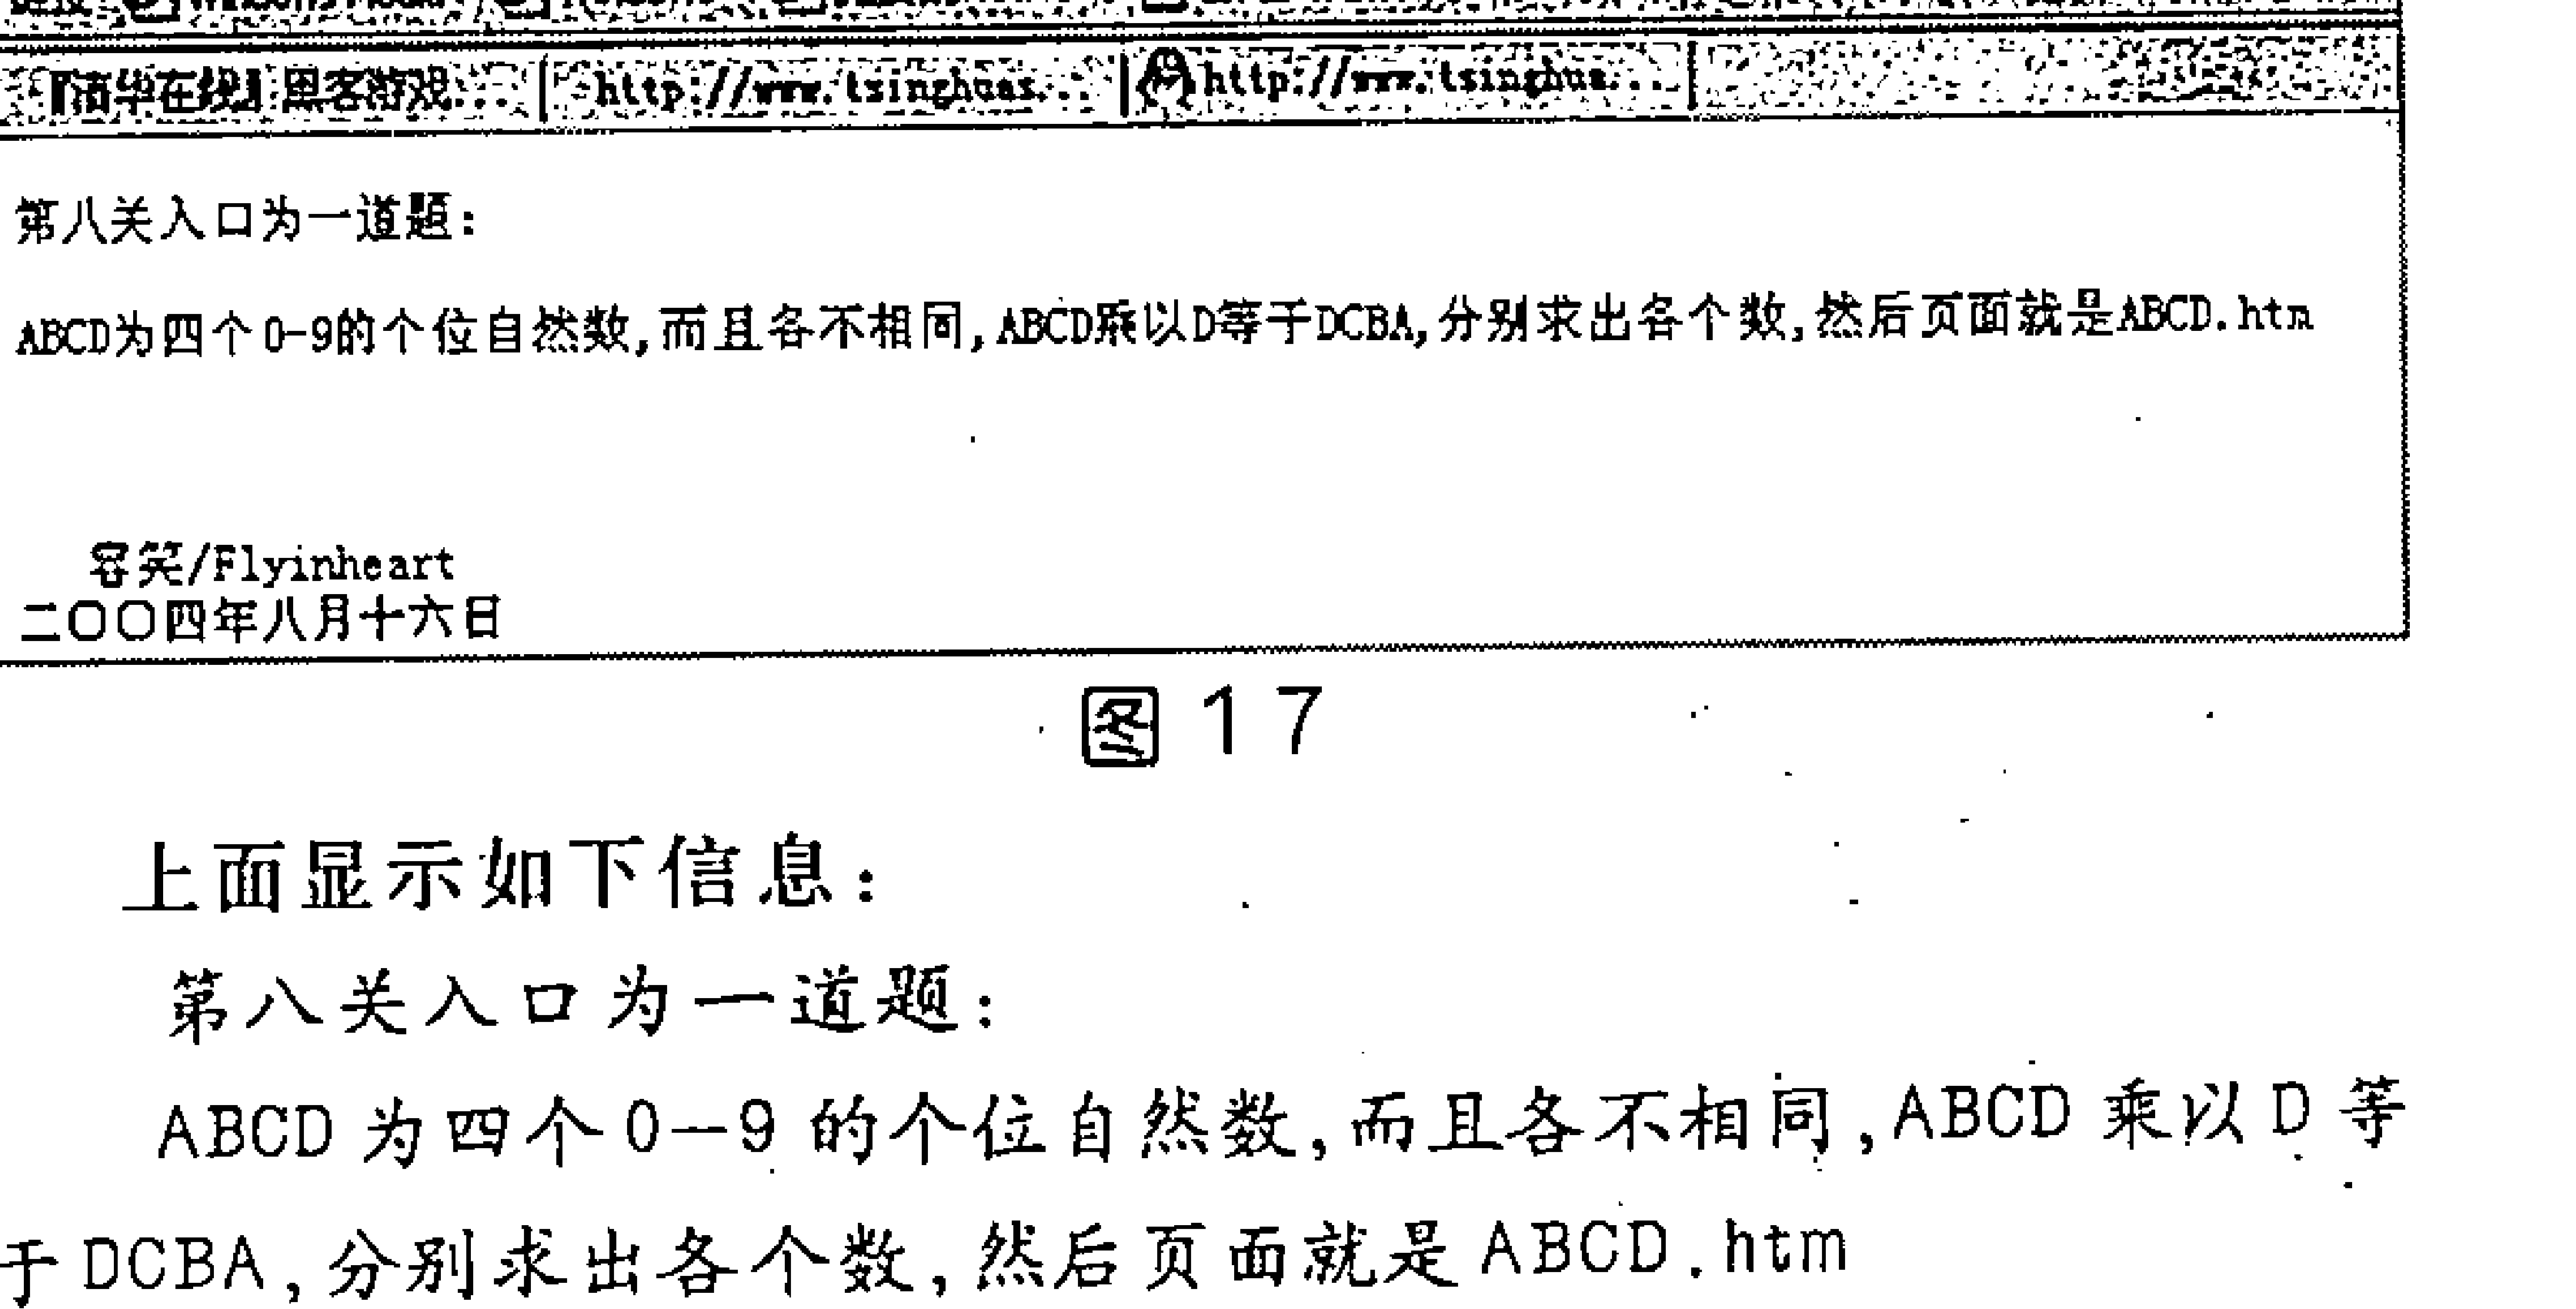 『清华在线』黑客游戏... http://www.tsinghuas... http://www.tsinghua...
第八关入口为一道题:
ABCD为四个0-9的个位自然数,而且各不相同,ABCD乘以D等于DCBA,分别求出各个数,然后页面就是ABCD.htm
容笑/Flyinheart
二〇〇四年八月十六日
图17
上面显示如下信息:
第八关入口为一道题:
ABCD为四个0—9的个位自然数,而且各不相同,ABCD乘以D等
于DCBA,分别求出各个数,然后页面就是ABCD.htm